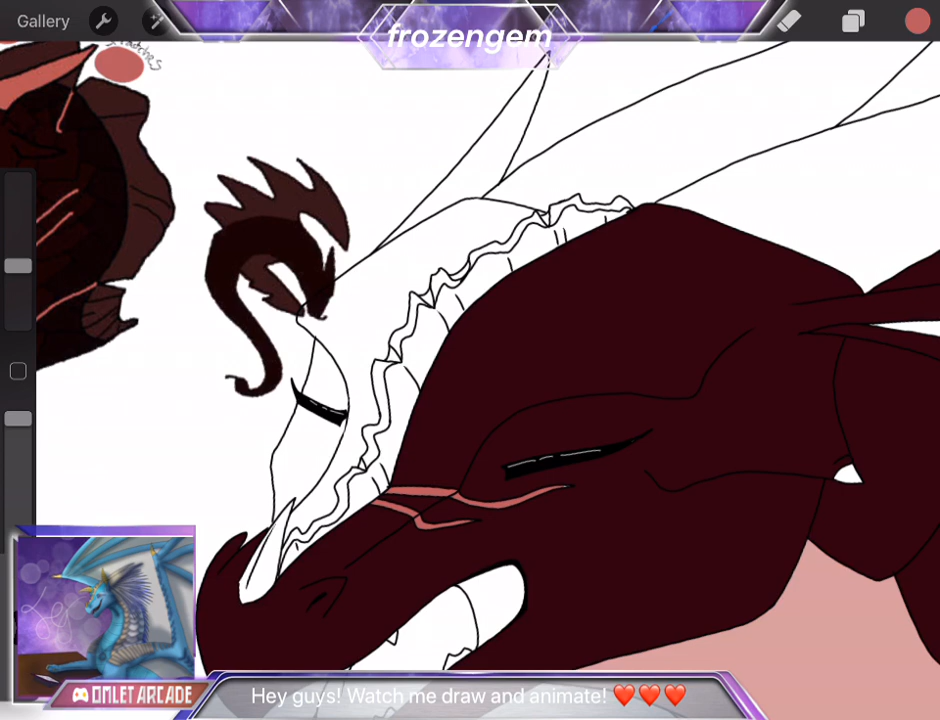 Gallery
frozengem
OMLET ARCADE
Hey guys! Watch me draw and animate! ❤️❤️❤️